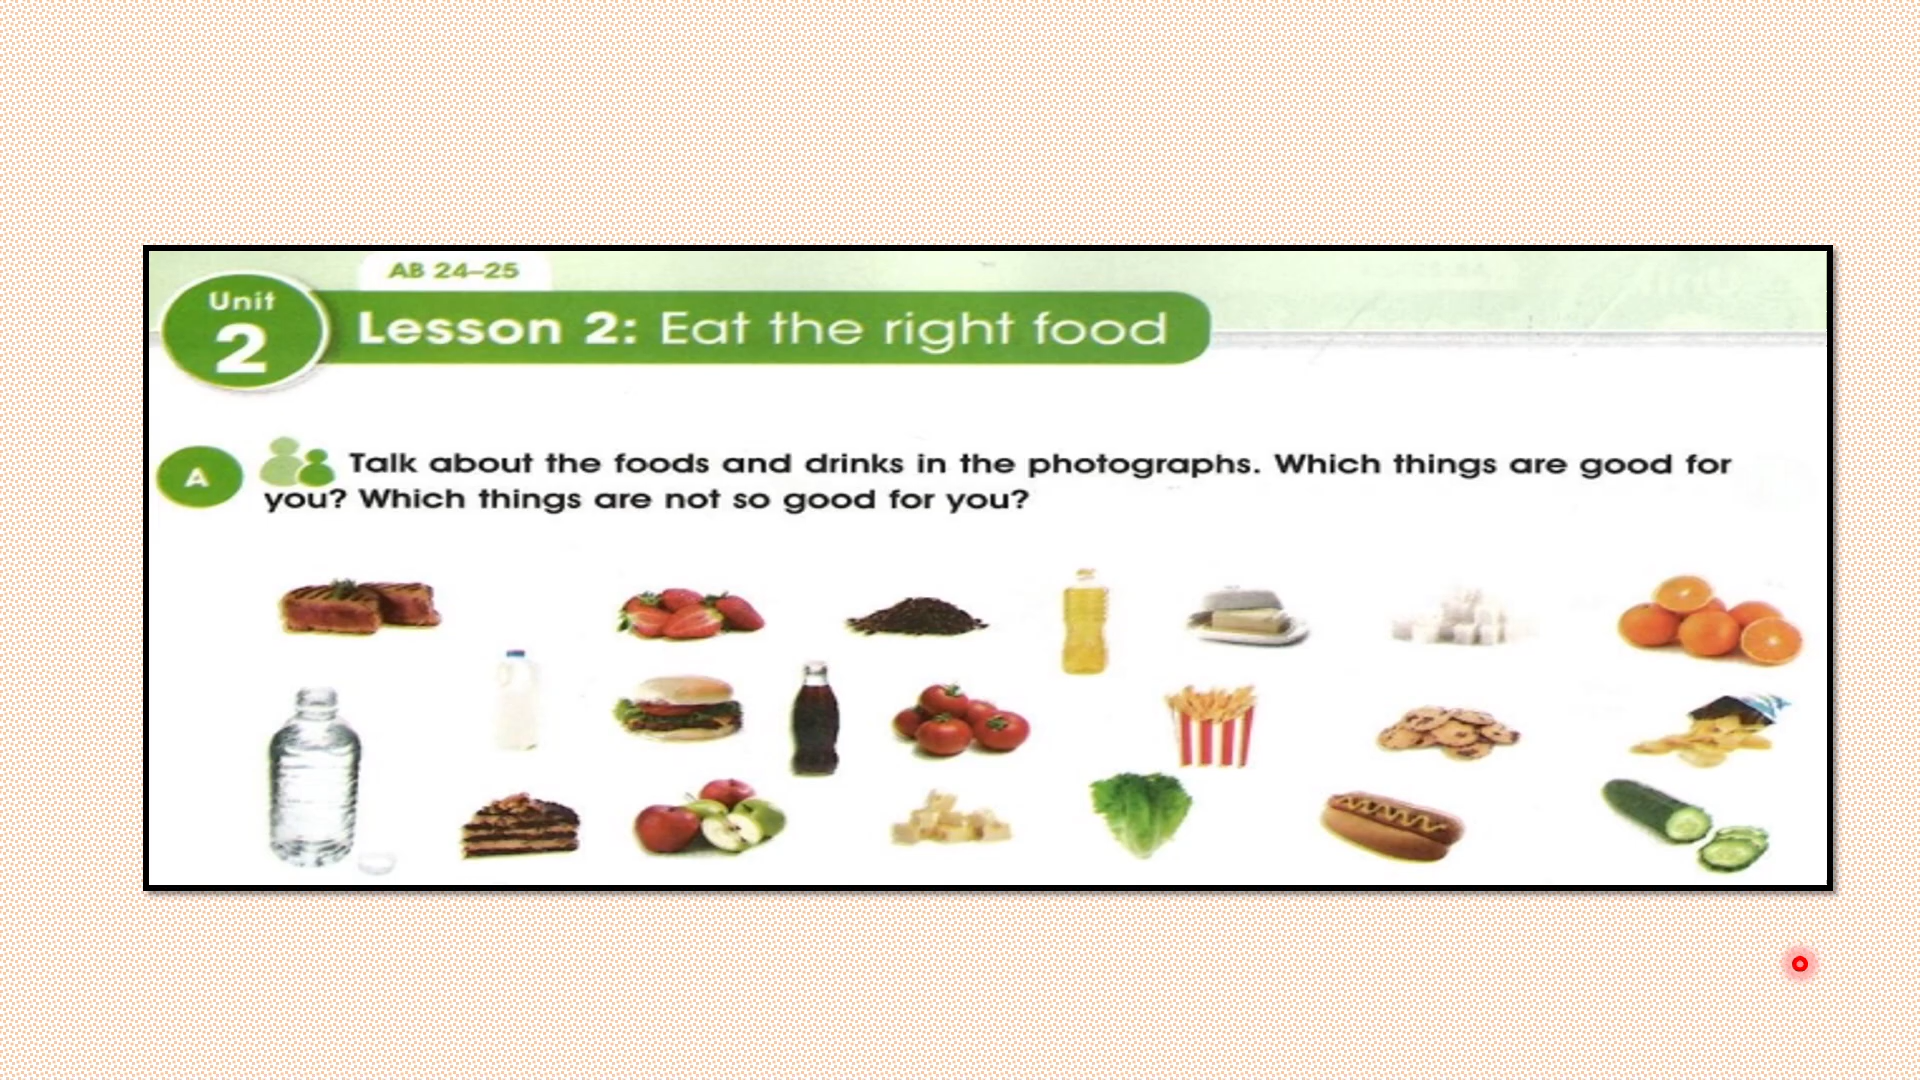 AB 24–25
Unit
2
Lesson 2: Eat the right food
A
Talk about the foods and drinks in the photographs. Which things are good for
you? Which things are not so good for you?